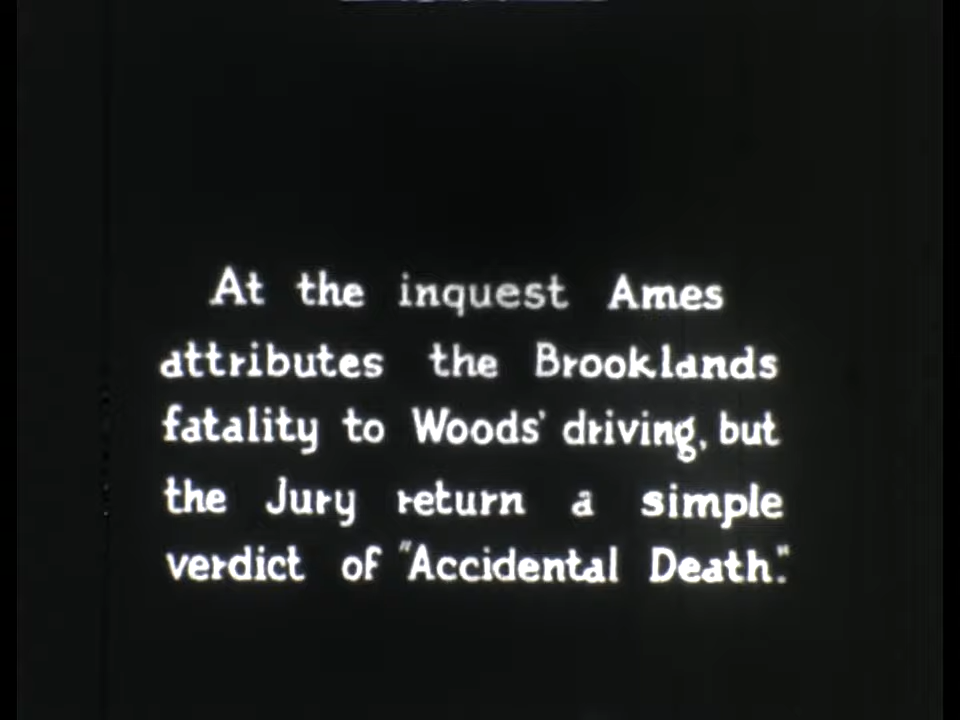 At the inquest Ames
attributes the Brooklands
fatality to Woods' driving, but
the Jury return a simple
verdict of "Accidental Death."